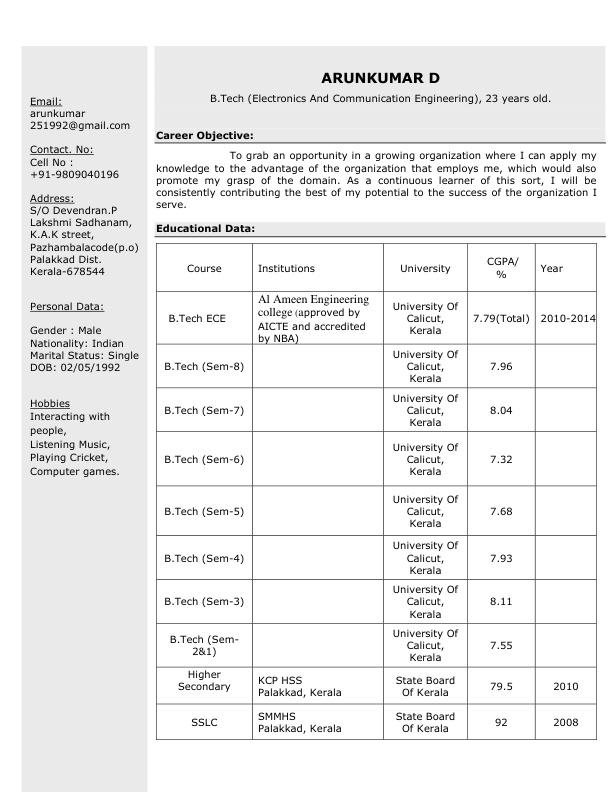 ARUNKUMAR D
B.Tech (Electronics And Communication Engineering), 23 years old.
Email:
arunkumar
251992@gmail.com
Contact. No:
Cell No :
+91-9809040196
Address:
S/O Devendran.P
Lakshmi Sadhanam,
K.A.K street,
Pazhambalacode(p.o)
Palakkad Dist.
Kerala-678544
Personal Data:
Gender : Male
Nationality: Indian
Marital Status: Single
DOB: 02/05/1992
Hobbies
Interacting with
people,
Listening Music,
Playing Cricket,
Computer games.
Career Objective:
To grab an opportunity in a growing organization where I can apply my
knowledge to the advantage of the organization that employs me, which would also
promote my grasp of the domain. As a continuous learner of this sort, I will be
consistently contributing the best of my potential to the success of the organization I
serve.
Educational Data:
Course Institutions University CGPA/ Year
%
B.Tech ECE
Al Ameen Engineering
college (approved by
AICTE and accredited
by NBA)
University Of
Calicut,
Kerala
7.79(Total) 2010-2014
B.Tech (Sem-8)
University Of
Calicut,
Kerala
7.96
B.Tech (Sem-7)
University Of
Calicut,
Kerala
8.04
B.Tech (Sem-6)
University Of
Calicut,
Kerala
7.32
B.Tech (Sem-5)
University Of
Calicut,
Kerala
7.68
B.Tech (Sem-4)
University Of
Calicut,
Kerala
7.93
B.Tech (Sem-3)
University Of
Calicut,
Kerala
8.11
B.Tech (Sem-
2&1)
University Of
Calicut,
Kerala
7.55
Higher
Secondary
KCP HSS
Palakkad, Kerala
State Board
Of Kerala
79.5 2010
SSLC
SMMHS
Palakkad, Kerala
State Board
Of Kerala
92 2008